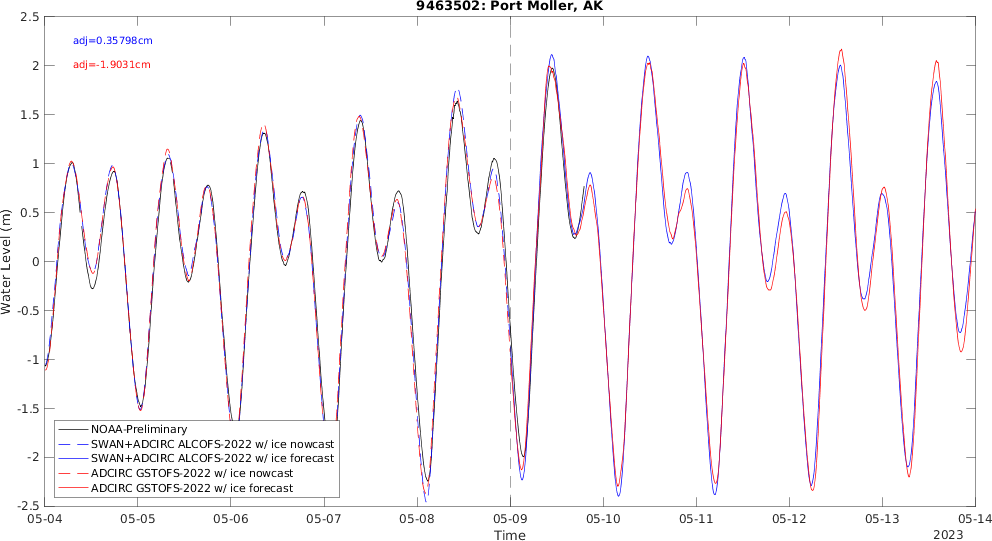 9463502: Port Moller, AK
adj=0.35798cm
adj=-1.9031cm
Water Level (m)
2.5
2
1.5
1
0.5
0
-0.5
-1
-1.5
-2
-2.5
NOAA-Preliminary
SWAN+ADCIRC ALCOFS-2022 w/ ice nowcast
SWAN+ADCIRC ALCOFS-2022 w/ ice forecast
ADCIRC GSTOFS-2022 w/ ice nowcast
ADCIRC GSTOFS-2022 w/ ice forecast
05-04 05-05 05-06 05-07 05-08 05-09 05-10 05-11 05-12 05-13 05-14
Time
2023